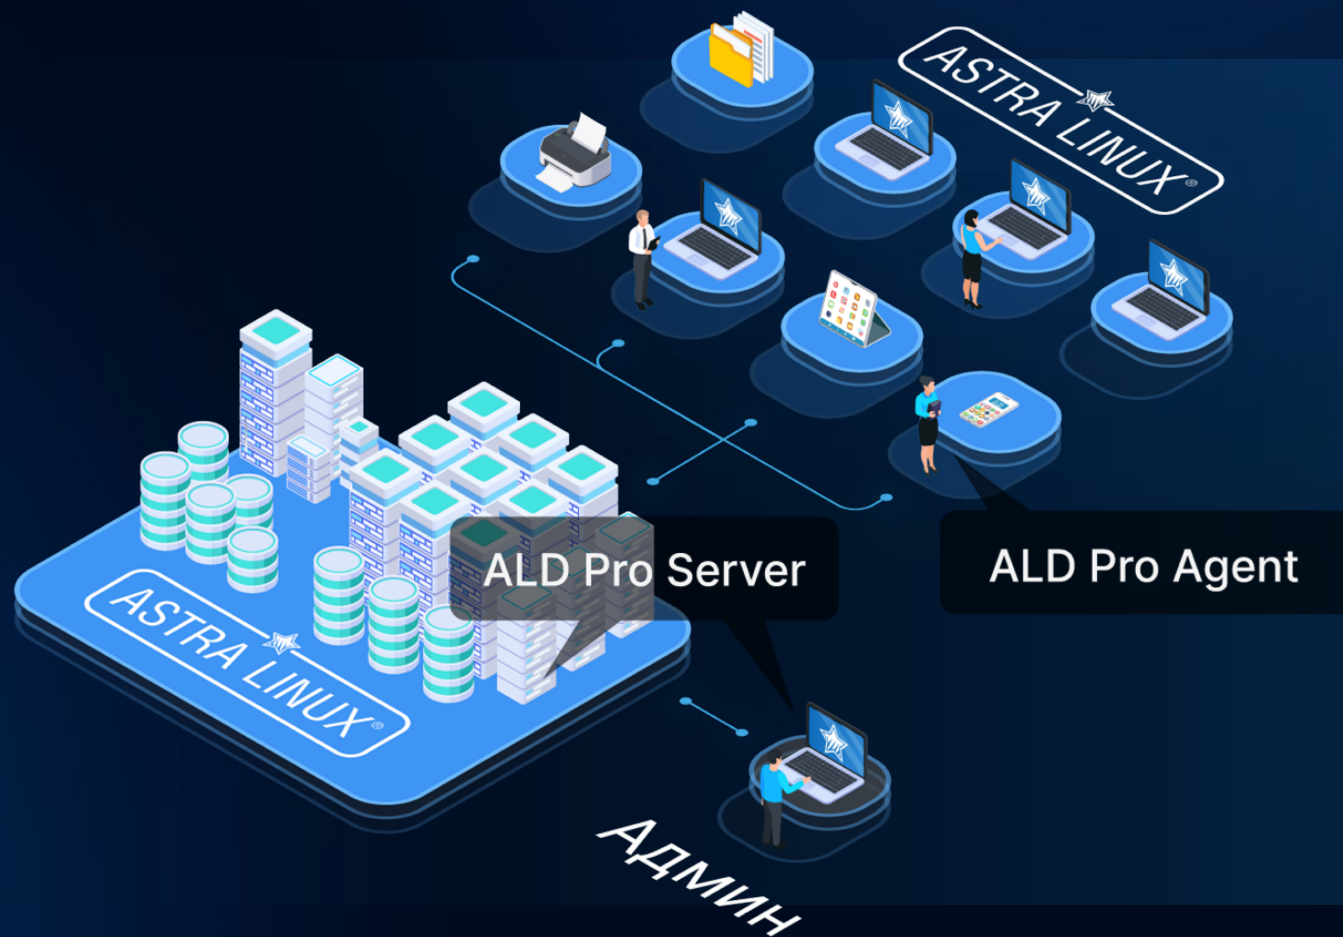 ASTRA LINUX®
ALD Pro Server
ALD Pro Agent
ASTRA LINUX®
Админ